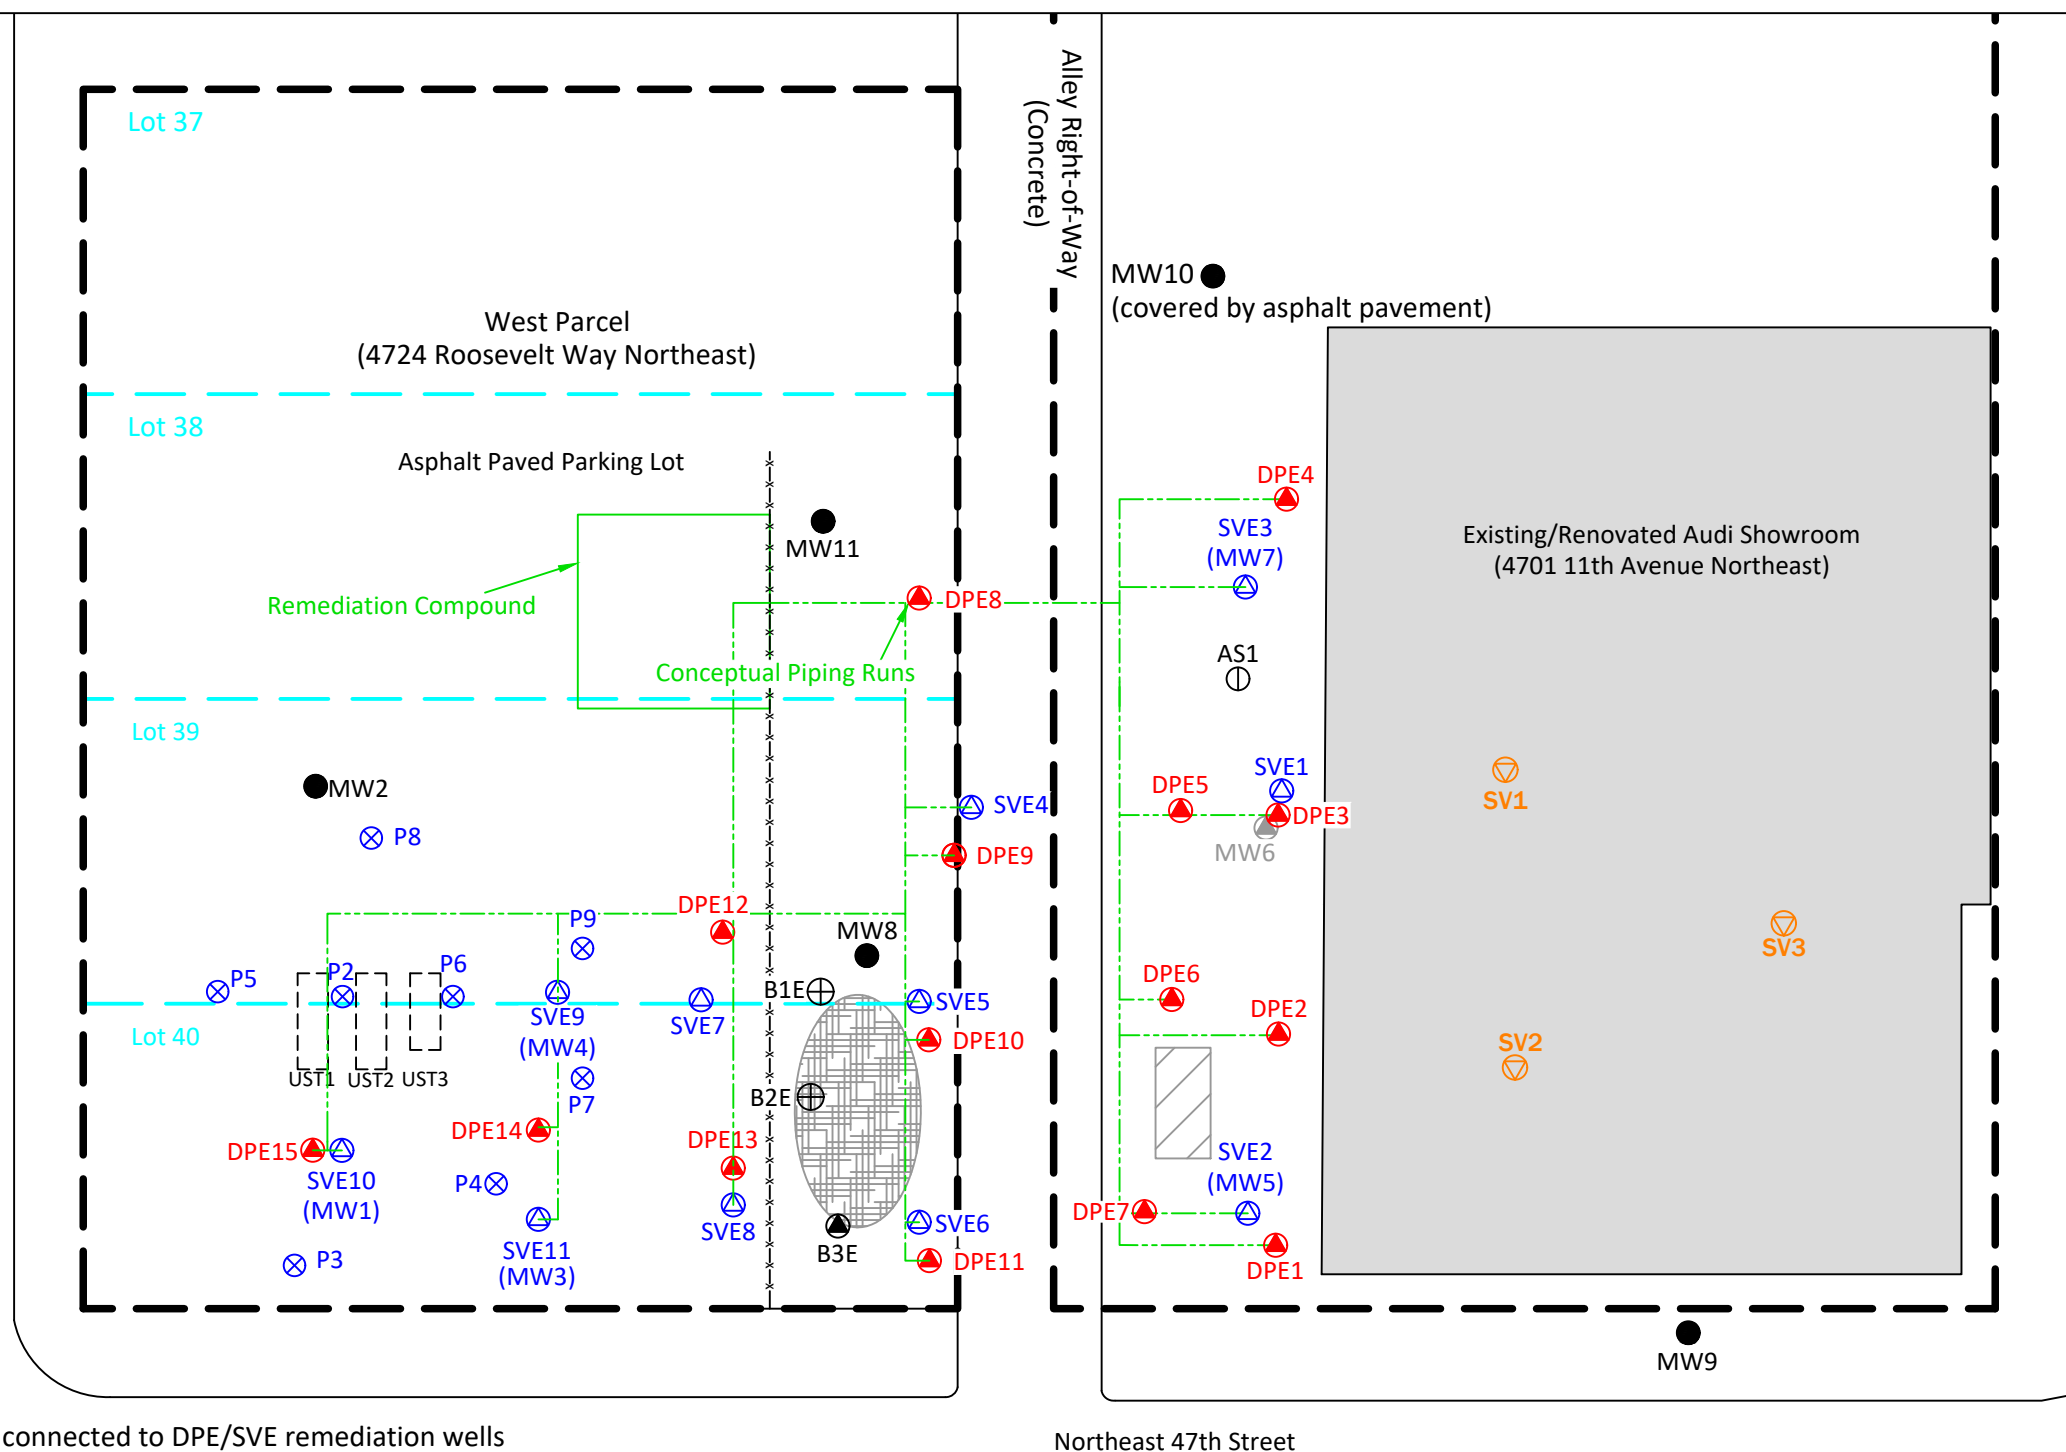 Lot 37
Alley Right-of-Way
(Concrete)
MW10
(covered by asphalt pavement)
West Parcel
(4724 Roosevelt Way Northeast)
Lot 38
Asphalt Paved Parking Lot
DPE4
SVE3
(MW7)
Existing/Renovated Audi Showroom
(4701 11th Avenue Northeast)
MW11
Remediation Compound
DPE8
Conceptual Piping Runs
AS1
Lot 39
MW2
SVE4
DPE5
SVE1
DPE3
MW6
SV1
P8
DPE9
DPE12
P9
MW8
SV3
P5
P2
P6
B1E
SVE5
DPE6
DPE2
SVE9
(MW4)
SVE7
Lot 40
DPE10
SV2
UST1
UST2
UST3
P7
B2E
DPE14
DPE13
DPE15
SVE10
(MW1)
P4
SVE2
(MW5)
SVE8
SVE6
DPE7
SVE11
(MW3)
B3E
P3
DPE11
DPE1
MW9
connected to DPE/SVE remediation wells
Northeast 47th Street